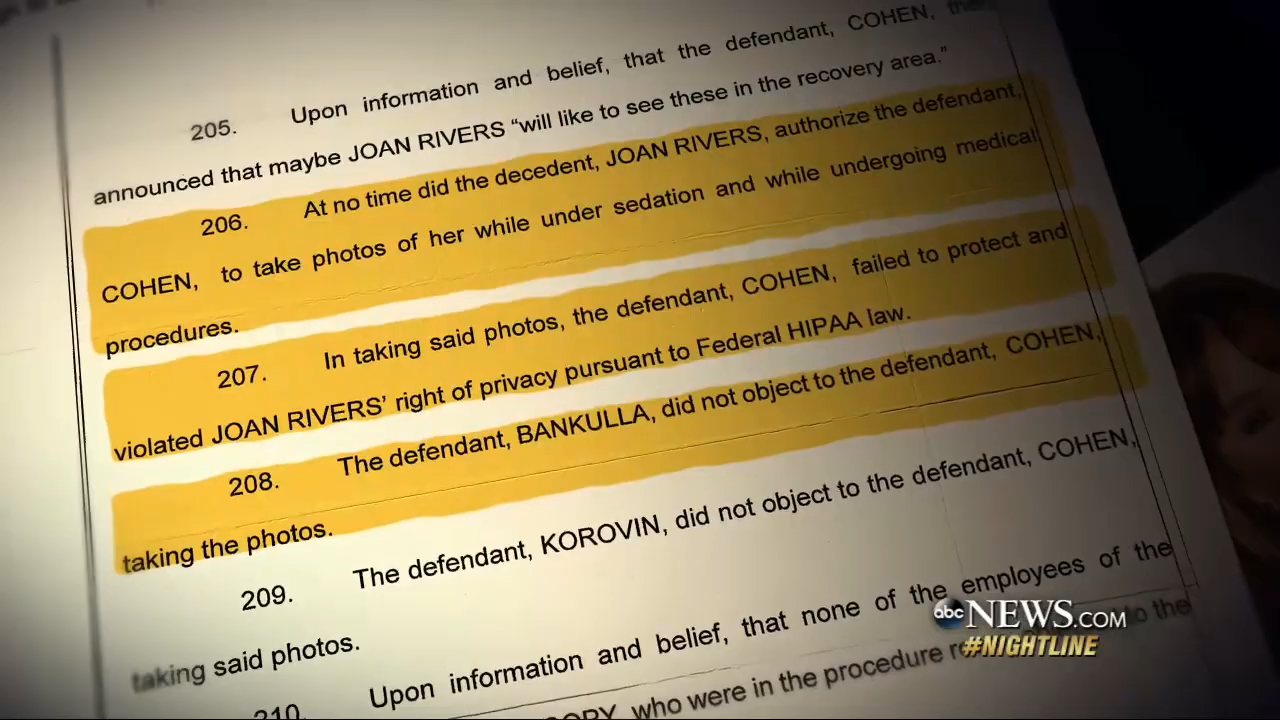 205. Upon information and belief, that the defendant, COHEN, then
announced that maybe JOAN RIVERS “will like to see these in the recovery area.”
206. At no time did the decedent, JOAN RIVERS, authorize the defendant,
COHEN, to take photos of her while under sedation and while undergoing medical
procedures.
207. In taking said photos, the defendant, COHEN, failed to protect and
violated JOAN RIVERS’ right of privacy pursuant to Federal HIPAA law.
208. The defendant, BANKULLA, did not object to the defendant, COHEN,
taking the photos.
209. The defendant, KOROVIN, did not object to the defendant, COHEN,
taking said photos.
210. Upon information and belief, that none of the employees of the
who were in the procedure to the
abc NEWS.COM
#NIGHTLINE